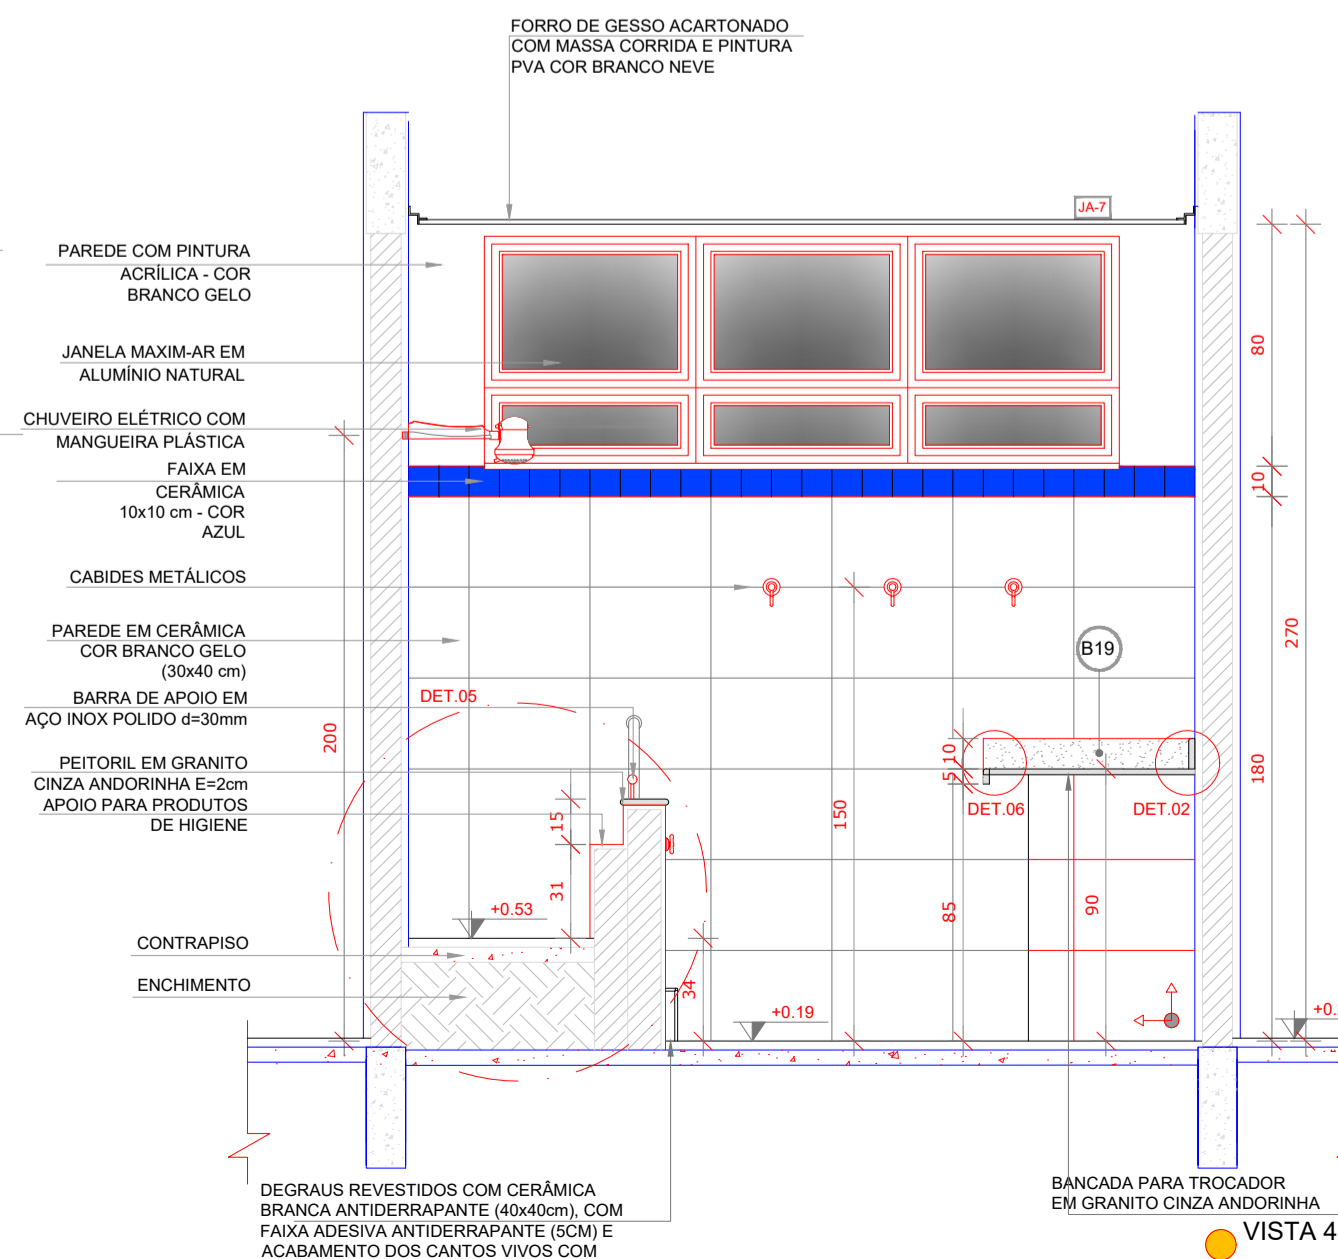 FORRO DE GESSO ACARTONADO
COM MASSA CORRIDA E PINTURA
PVA COR BRANCO NEVE
JA-7
PAREDE COM PINTURA
ACRÍLICA - COR
BRANCO GELO
JANELA MAXIM-AR EM
ALUMÍNIO NATURAL
CHUVEIRO ELÉTRICO COM
MANGUEIRA PLÁSTICA
FAIXA EM
CERÂMICA
10x10 cm - COR
AZUL
CABIDES METÁLICOS
PAREDE EM CERÂMICA
COR BRANCO GELO
(30x40 cm)
BARRA DE APOIO EM
AÇO INOX POLIDO d=30mm
PEITORIL EM GRANITO
CINZA ANDORINHA E=2cm
APOIO PARA PRODUTOS
DE HIGIENE
CONTRAPISO
ENCHIMENTO
200
DET.05
15
31
+0.53
34
+0.19
150
85
5
10
90
B19
DET.06
DET.02
80
10
180
270
DEGRAUS REVESTIDOS COM CERÂMICA
BRANCA ANTIDERRAPANTE (40x40cm), COM
FAIXA ADESIVA ANTIDERRAPANTE (5CM) E
ACABAMENTO DOS CANTOS VIVOS COM
BANCADA PARA TROCADOR
EM GRANITO CINZA ANDORINHA
VISTA 4